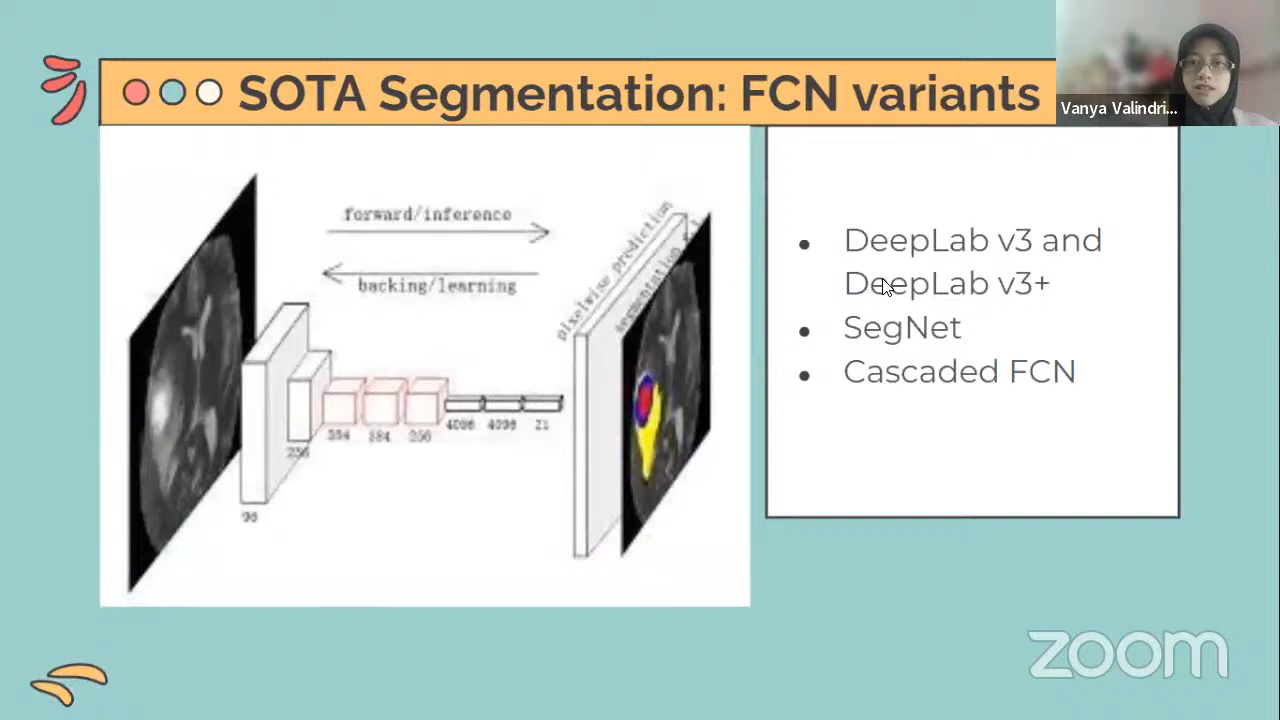 SOTA Segmentation: FCN variants
Vanya Valindri...
forward/inference
backing/learning
pixelwise prediction
segmentation
96
256
384
384
256
4096
4096
21
DeepLab v3 and
DeepLab v3+
SegNet
Cascaded FCN
zoom